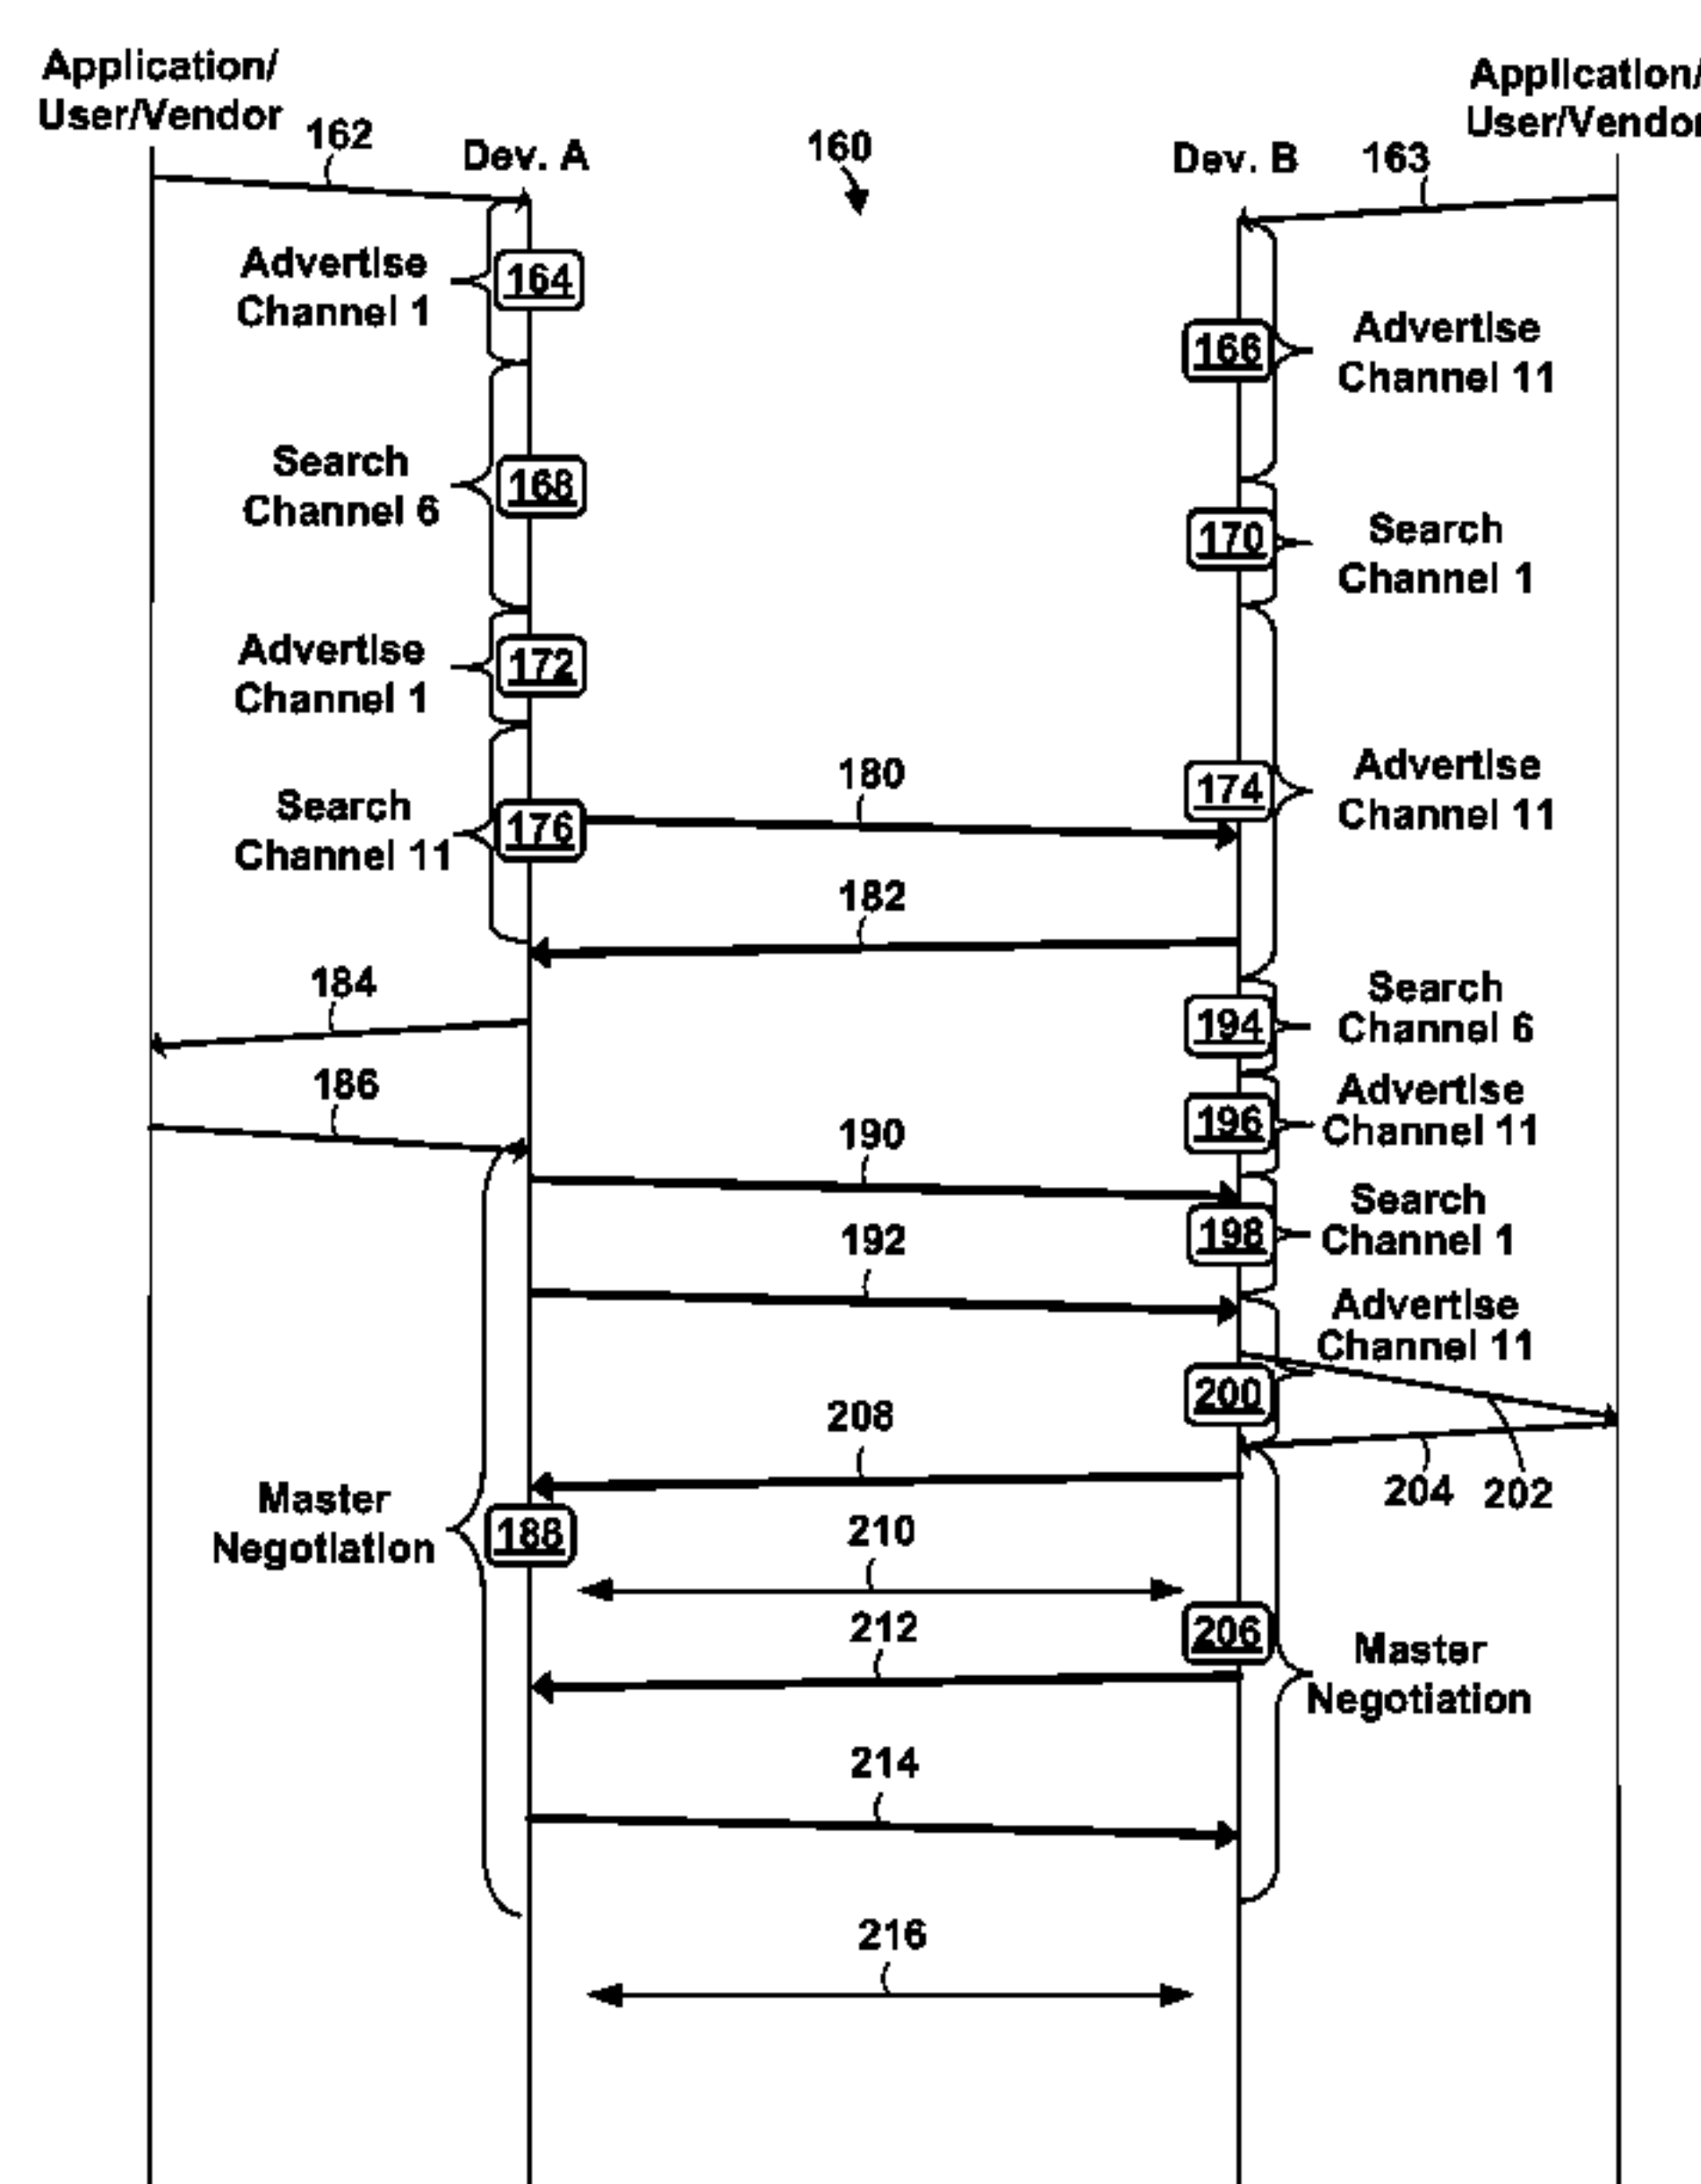 Application/
User/Vendor
162
Dev. A
160
Dev. B
163
Application/
User/Vendor
Advertise
Channel 1
164
166
Advertise
Channel 11
Search
Channel 6
168
170
Search
Channel 1
Advertise
Channel 1
172
180
174
Advertise
Channel 11
Search
Channel 11
176
182
184
194
Search
Channel 6
186
196
Advertise
Channel 11
190
198
Search
Channel 1
192
Advertise
Channel 11
200
208
204
202
Master
Negotiation
188
210
206
212
Master
Negotiation
214
216